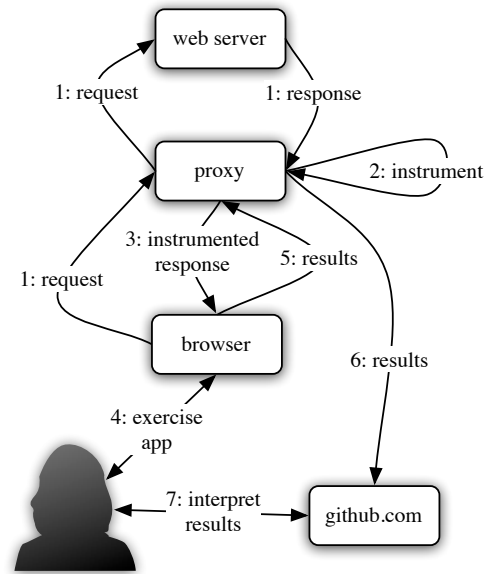 web server
1: request
1: response
proxy
2: instrument
3: instrumented
response
5: results
1: request
browser
6: results
4: exercise
app
7: interpret
results
github.com